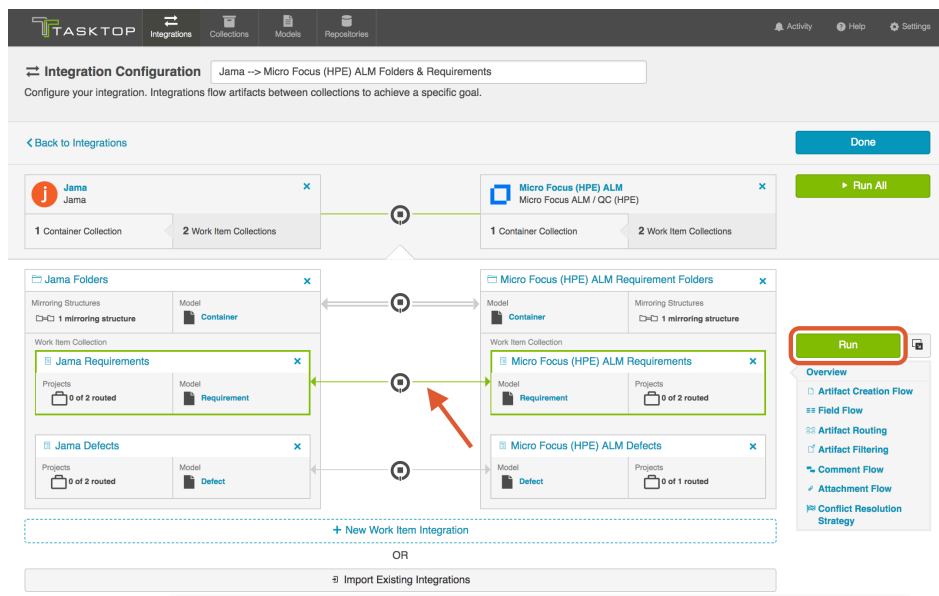 TASKTOP
Integrations
Collections
Models
Repositories
Activity
Help
Settings
Integration Configuration
Jama --> Micro Focus (HPE) ALM Folders & Requirements
Configure your integration. Integrations flow artifacts between collections to achieve a specific goal.
Back to Integrations
Done
Jama
Jama
Micro Focus (HPE) ALM
Micro Focus ALM / QC (HPE)
Run All
1 Container Collection
2 Work Item Collections
1 Container Collection
2 Work Item Collections
Jama Folders
Micro Focus (HPE) ALM Requirement Folders
Mirroring Structures
1 mirroring structure
Model
Container
Model
Container
Mirroring Structures
1 mirroring structure
Work Item Collection
Work Item Collection
Jama Requirements
Micro Focus (HPE) ALM Requirements
Projects
0 of 2 routed
Model
Requirement
Model
Requirement
Projects
0 of 2 routed
Jama Defects
Micro Focus (HPE) ALM Defects
Projects
0 of 2 routed
Model
Defect
Model
Defect
Projects
0 of 1 routed
Run
Overview
Artifact Creation Flow
Field Flow
Artifact Routing
Artifact Filtering
Comment Flow
Attachment Flow
Conflict Resolution
Strategy
+ New Work Item Integration
OR
Import Existing Integrations